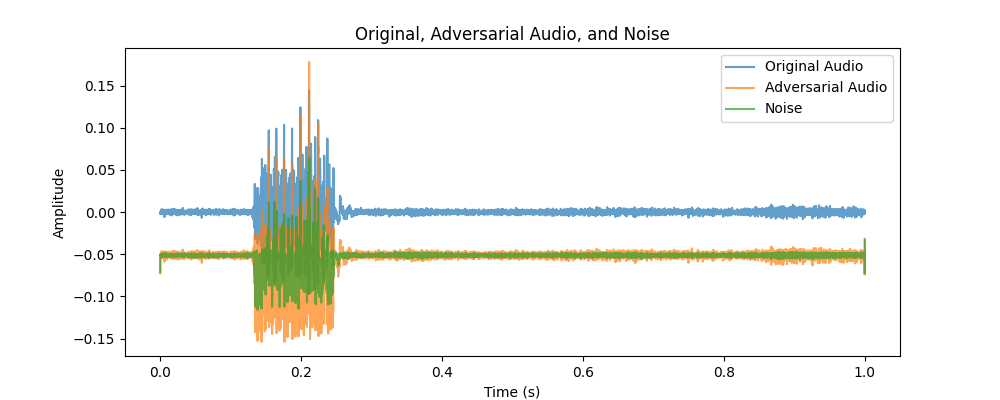 Original, Adversarial Audio, and Noise
Original Audio
Adversarial Audio
Noise
Amplitude
0.15
0.10
0.05
0.00
−0.05
−0.10
−0.15
0.0 0.2 0.4 0.6 0.8 1.0
Time (s)